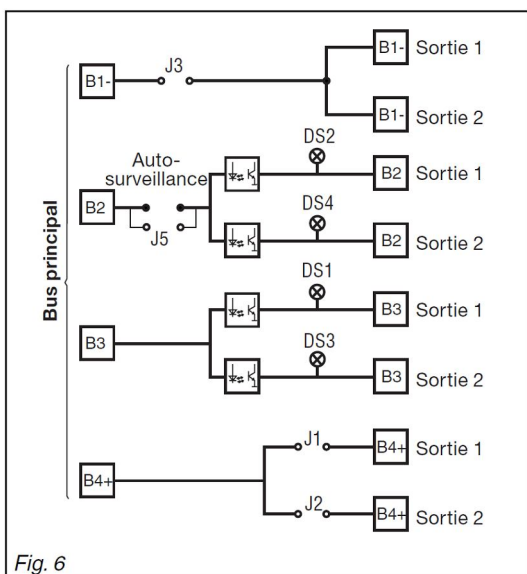 B1-
J3
B1-
Sortie 1
B1-
Sortie 2
DS2
Auto-
surveillance
B2
Sortie 1
B2
DS4
J5
B2
Sortie 2
DS1
B3
Sortie 1
B3
DS3
B3
Sortie 2
J1
B4+
Sortie 1
B4+
J2
B4+
Sortie 2
Bus principal
Fig. 6